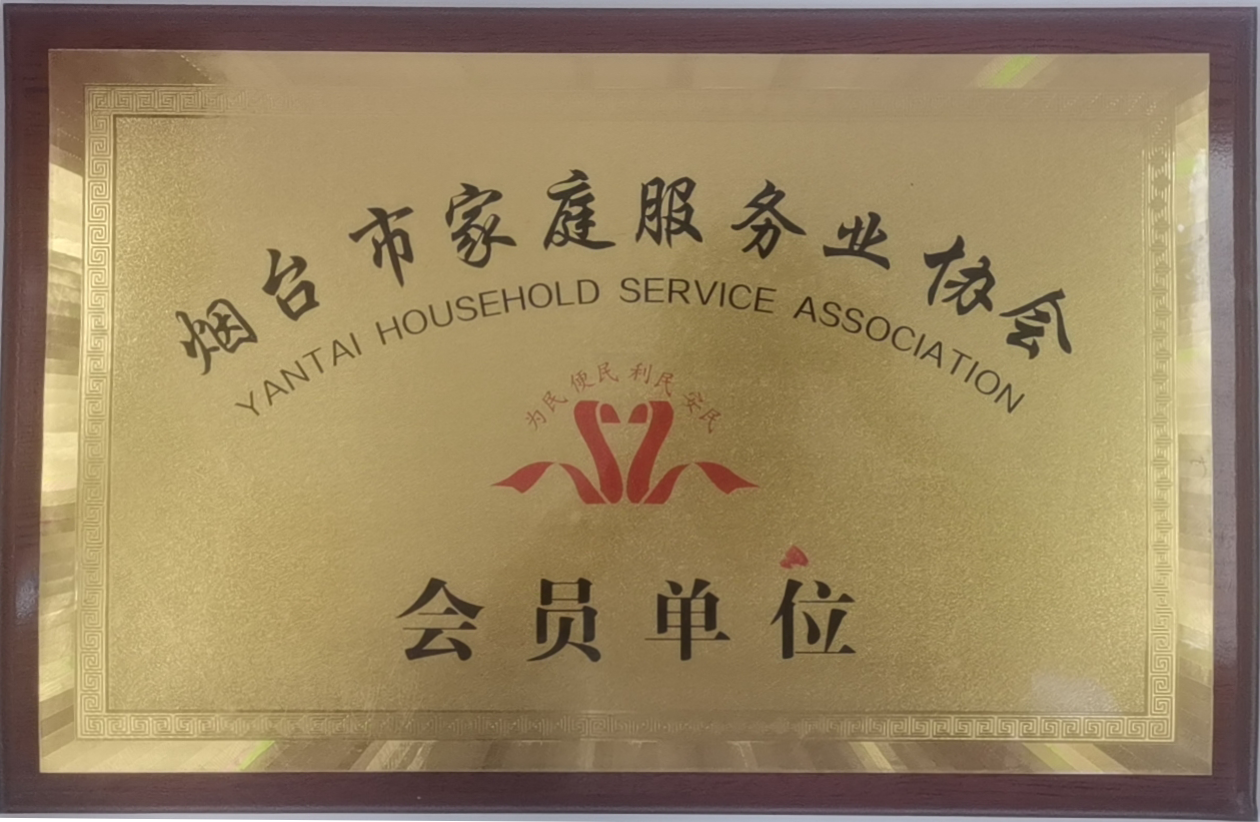 烟台市家庭服务业协会
YANTAI HOUSEHOLD SERVICE ASSOCIATION
为民 便民 利民 安民
会员单位